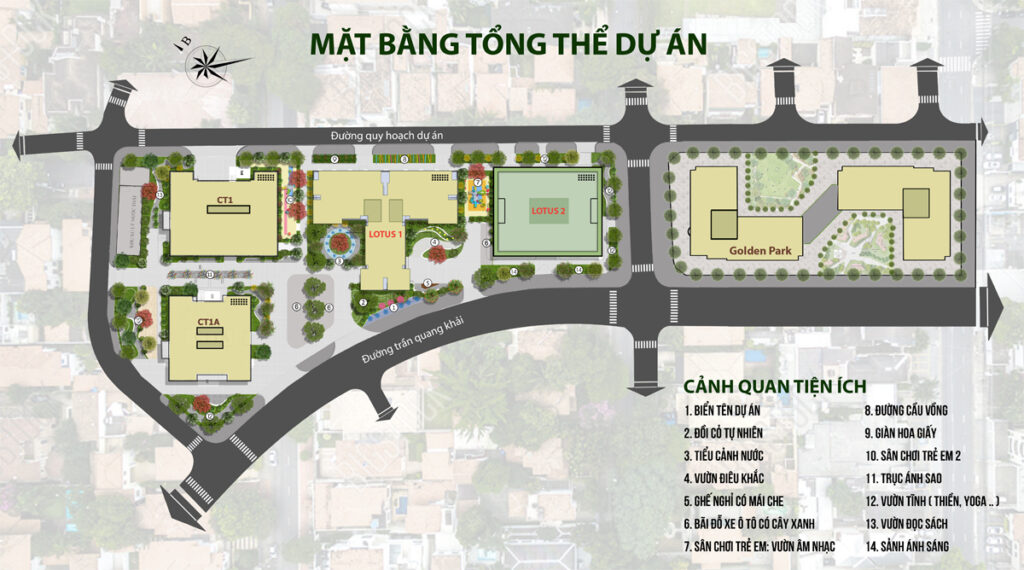 MẶT BẰNG TỔNG THỂ DỰ ÁN
B
Đường quy hoạch dự án
CT1
LOTUS 1
LOTUS 2
Golden Park
CT1A
Đường trần quang khải
CẢNH QUAN TIỆN ÍCH
1. BIỂN TÊN DỰ ÁN
2. ĐỒI CỎ TỰ NHIÊN
3. TIỂU CẢNH NƯỚC
4. VƯỜN ĐIÊU KHẮC
5. GHẾ NGHỈ CÓ MÁI CHE
6. BÃI ĐỖ XE Ô TÔ CÓ CÂY XANH
7. SÂN CHƠI TRẺ EM: VƯỜN ÂM NHẠC
8. ĐƯỜNG CẦU VỒNG
9. GIÀN HOA GIẤY
10. SÂN CHƠI TRẺ EM 2
11. TRỤC ÁNH SAO
12. VƯỜN TĨNH ( THIỀN, YOGA .. )
13. VƯỜN ĐỌC SÁCH
14. SẢNH ÁNH SÁNG